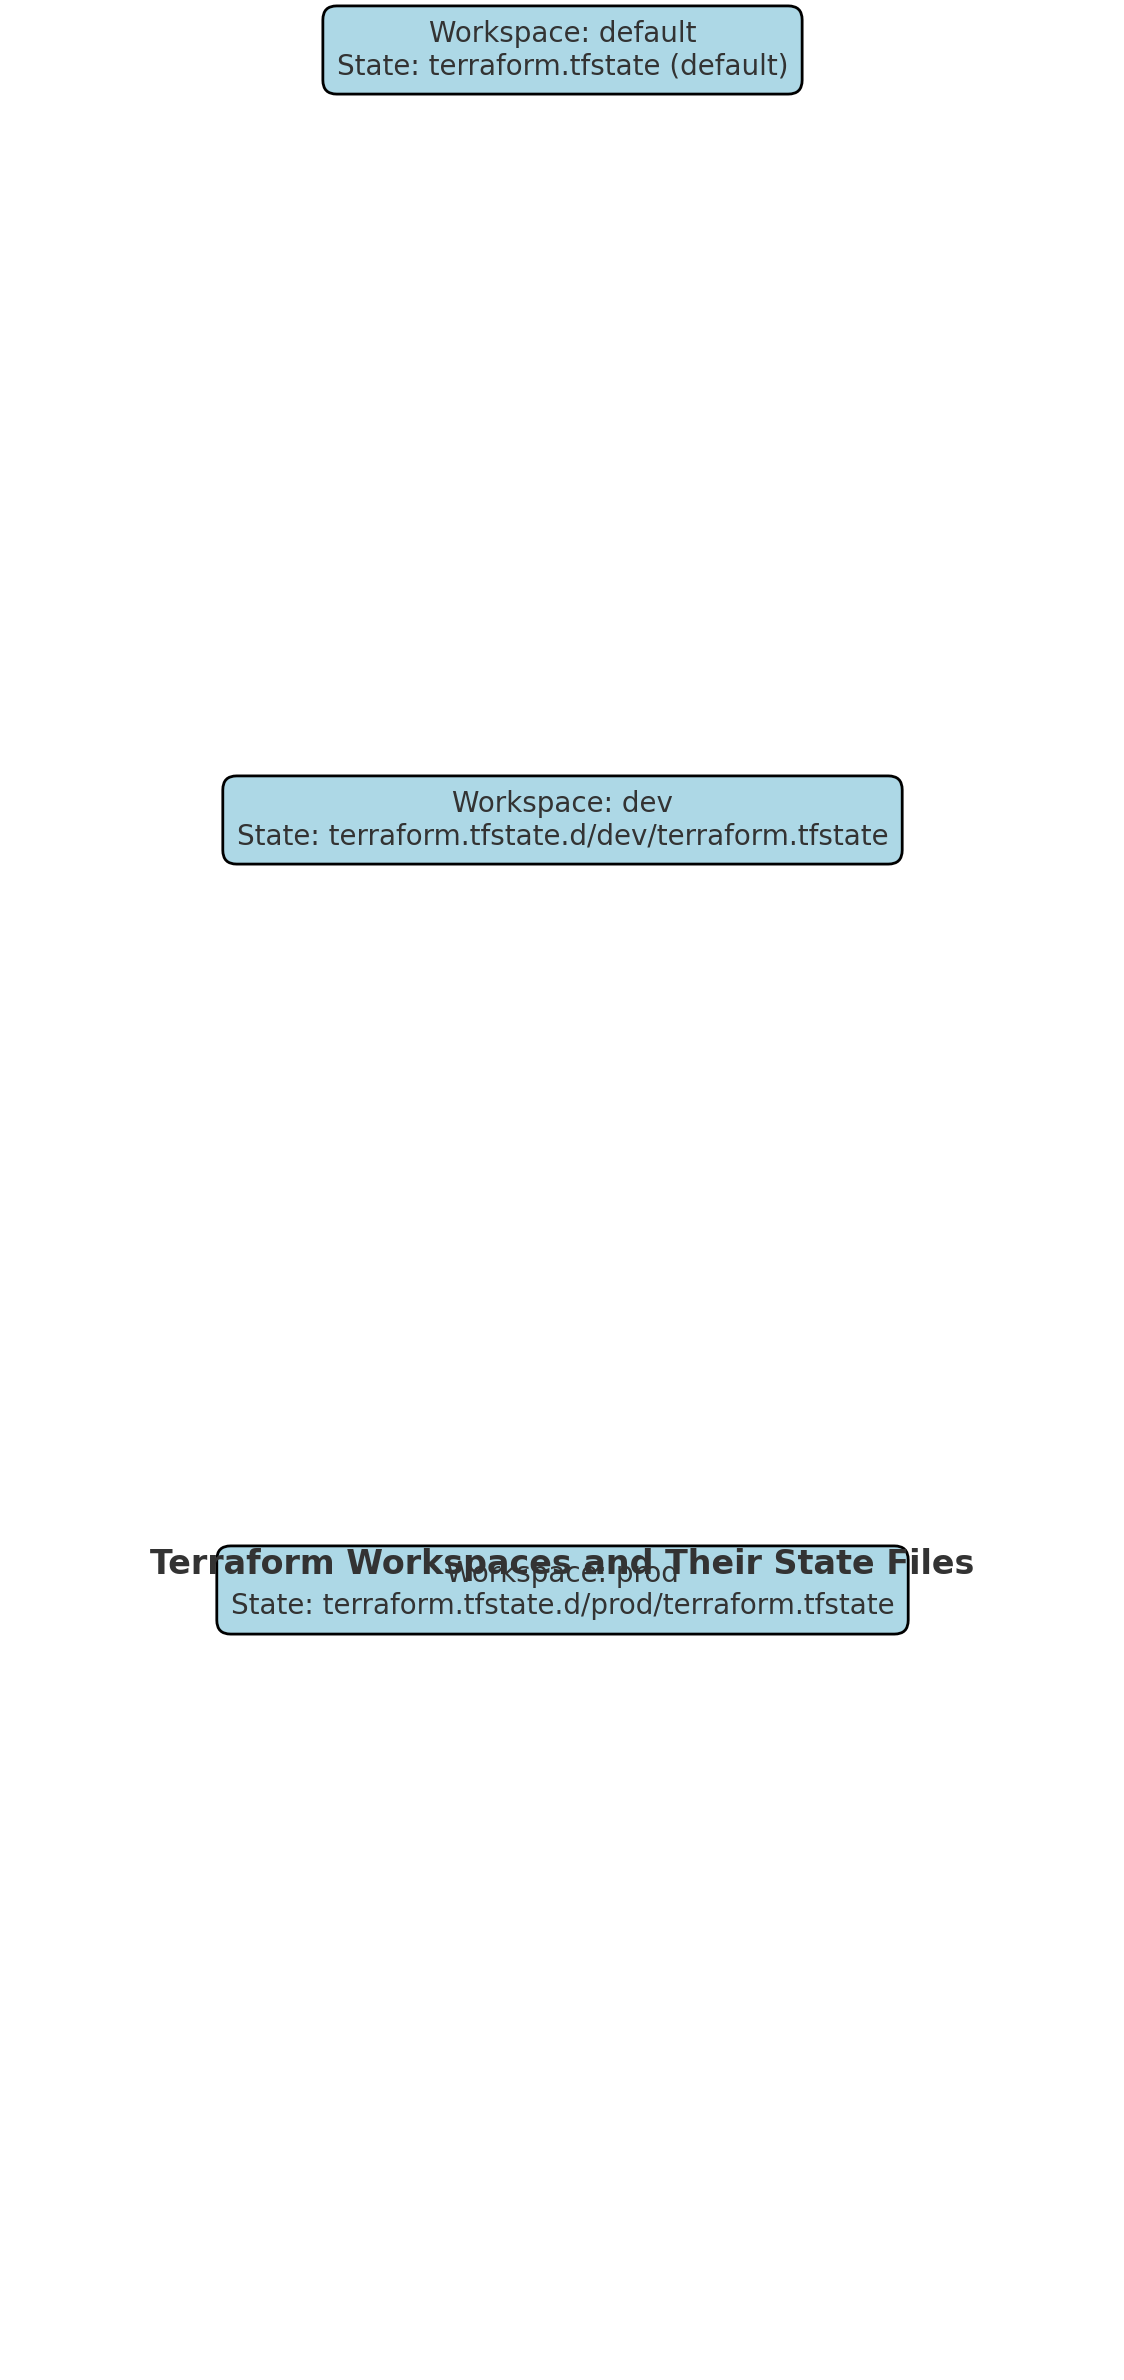 Workspace: default
State: terraform.tfstate (default)
Workspace: dev
State: terraform.tfstate.d/dev/terraform.tfstate
Terraform Workspaces and Their State Files
Workspace: prod
State: terraform.tfstate.d/prod/terraform.tfstate